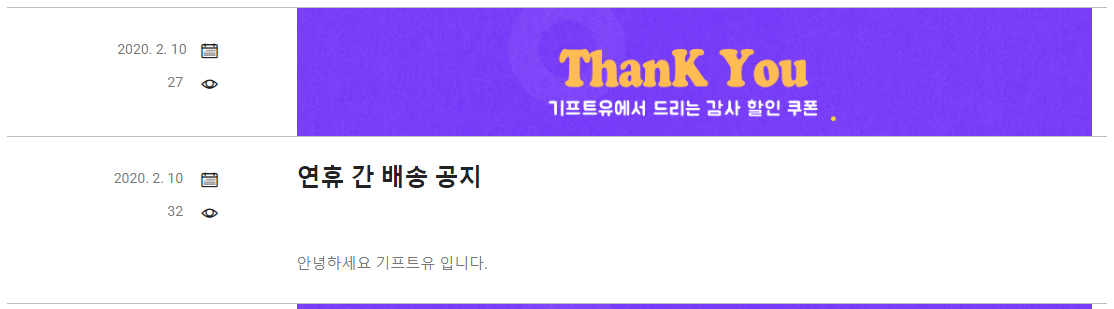 2020. 2. 10
27
ThanK You
기프트유에서 드리는 감사 할인 쿠폰
2020. 2. 10
32
연휴 간 배송 공지
안녕하세요 기프트유 입니다.